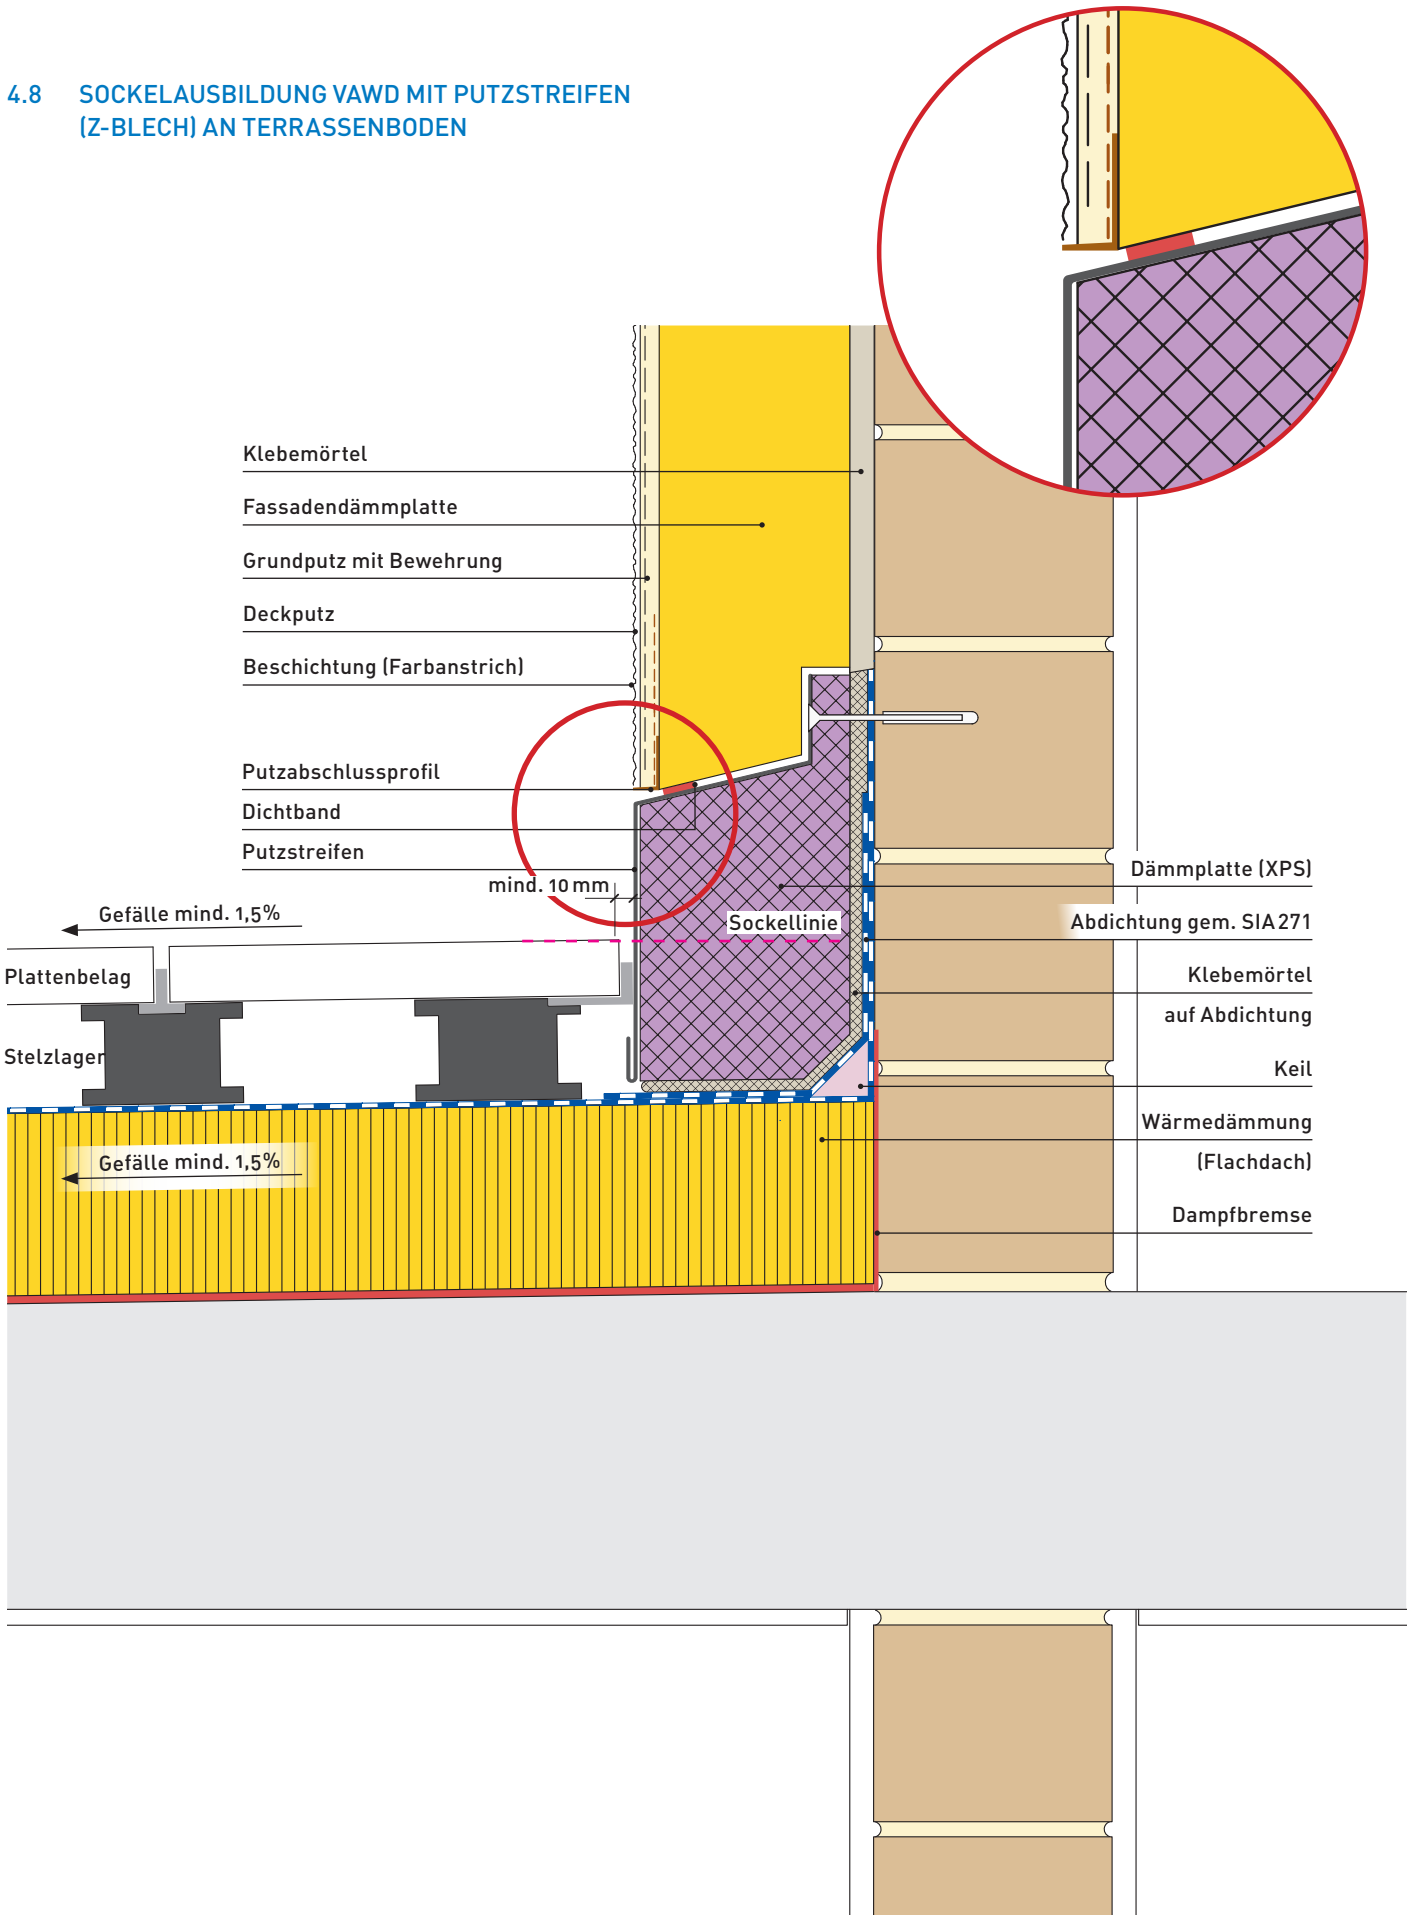 4.8 SOCKELAUSBILDUNG VAWD MIT PUTZSTREIFEN
(Z-BLECH) AN TERRASSENBODEN
Klebemörtel
Fassadendämmplatte
Grundputz mit Bewehrung
Deckputz
Beschichtung (Farbanstrich)
Putzabschlussprofil
Dichtband
Putzstreifen
mind. 10 mm
Gefälle mind. 1,5%
Sockellinie
Plattenbelag
Stelzlager
Gefälle mind. 1,5%
Dämmplatte (XPS)
Abdichtung gem. SIA 271
Klebemörtel
auf Abdichtung
Keil
Wärmedämmung
(Flachdach)
Dampfbremse